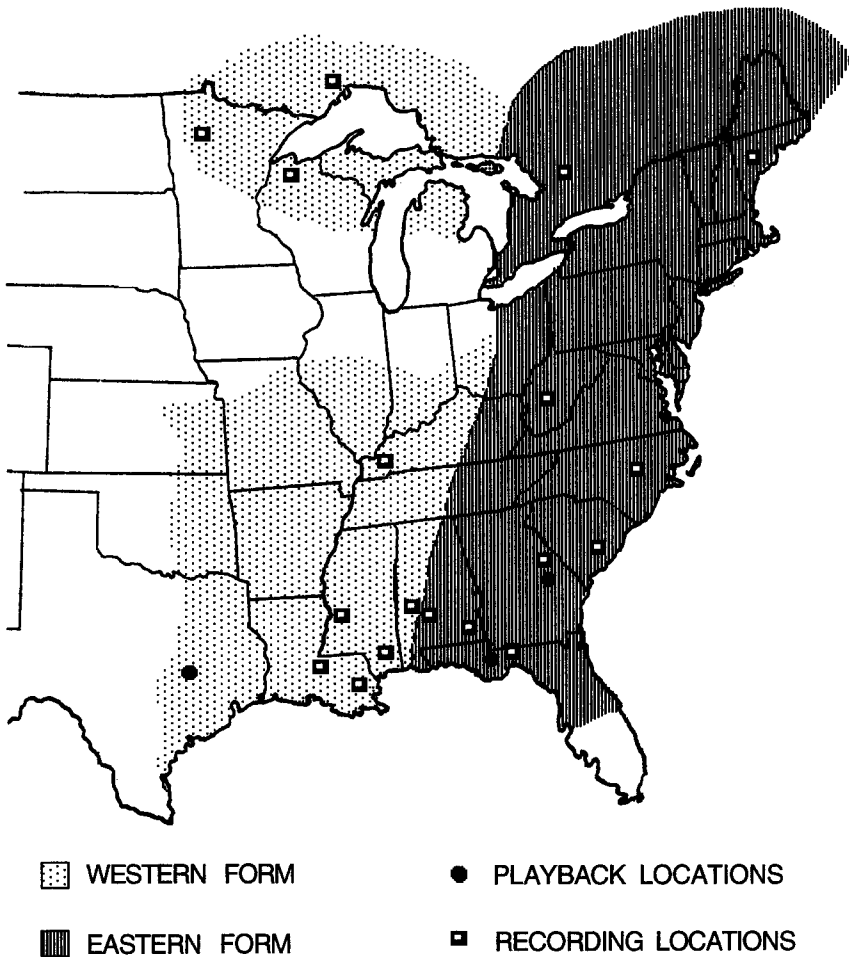 WESTERN FORM
PLAYBACK LOCATIONS
EASTERN FORM
RECORDING LOCATIONS